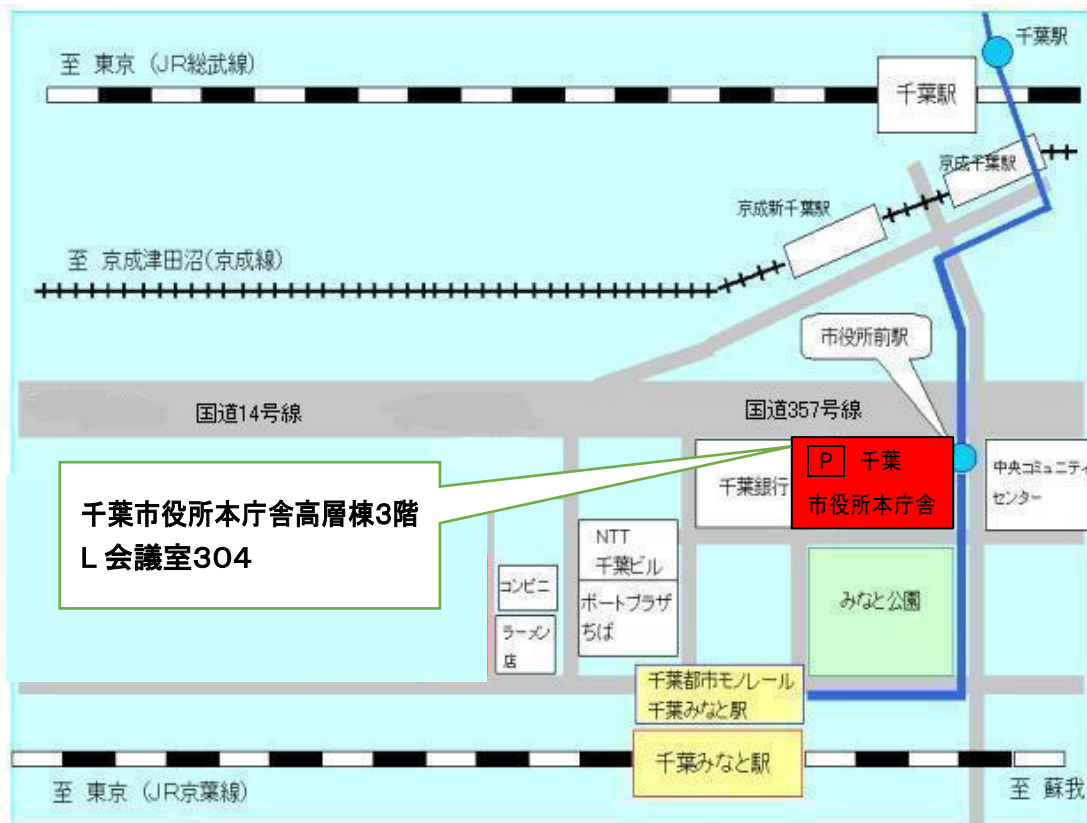 千葉駅
至 東京 (JR総武線)
千葉駅
京成千葉駅
京成新千葉駅
至 京成津田沼(京成線)
市役所前駅
国道14号線
国道357号線
P 千葉
市役所本庁舎
千葉銀行
中央コミュニティ
センター
千葉市役所本庁舎高層棟3階
L 会議室304
NTT
千葉ビル
コンビニ
ポートプラザ
ちば
ラーメン
店
みなと公園
千葉都市モノレール
千葉みなと駅
千葉みなと駅
至 東京 (JR京葉線)
至 蘇我